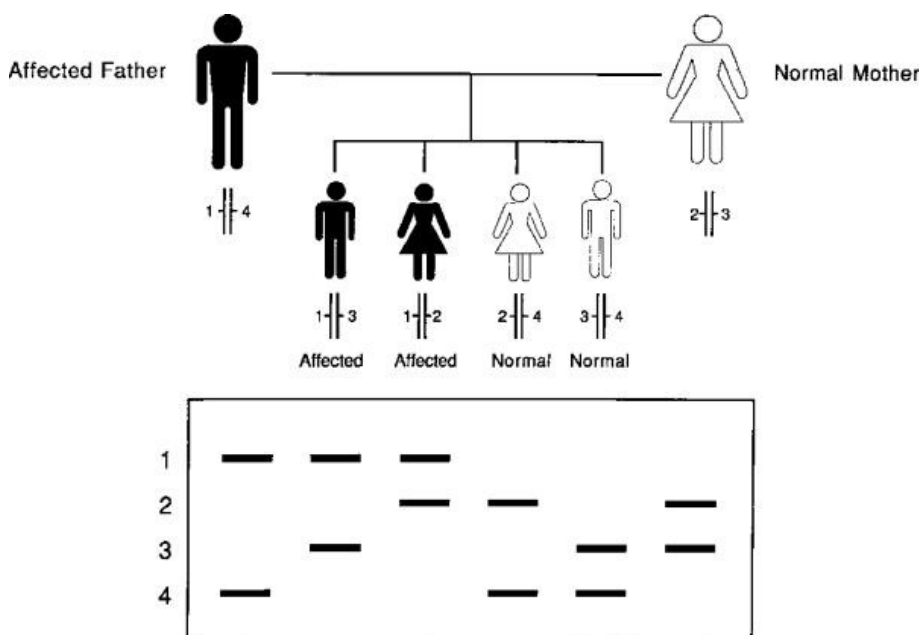 Affected Father
Normal Mother
1 4
2 3
1 3
1 2
2 4
3 4
Affected
Affected
Normal
Normal
1
2
3
4